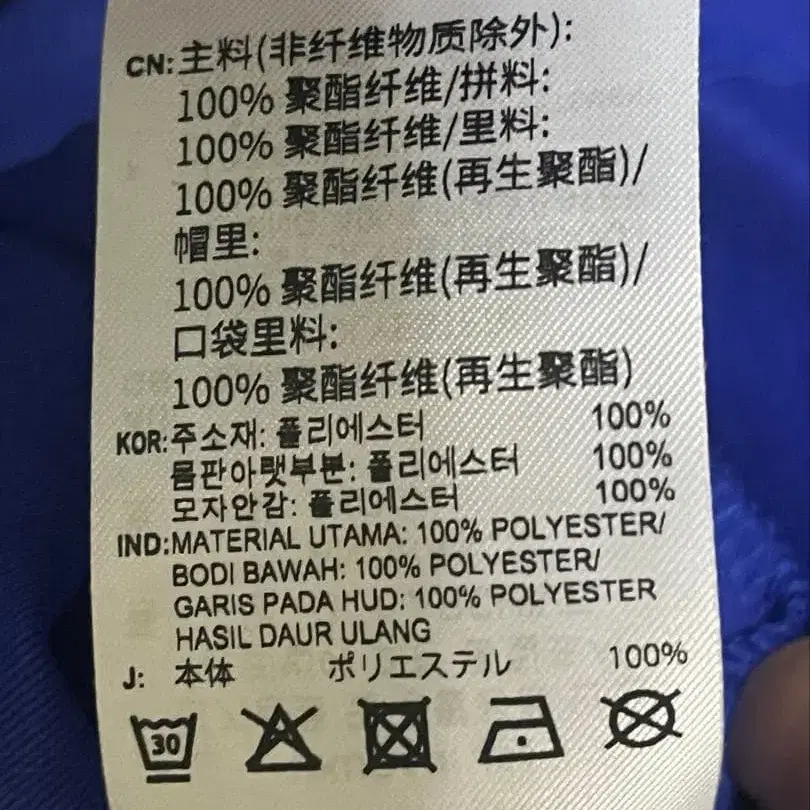 CN: 主料(非纤维物质除外):
100% 聚酯纤维/拼料:
100% 聚酯纤维/里料:
100% 聚酯纤维(再生聚酯)/
帽里:
100% 聚酯纤维(再生聚酯)/
口袋里料:
100% 聚酯纤维(再生聚酯)
KOR: 주소재: 폴리에스터 100%
몸판아랫부분: 폴리에스터 100%
모자안감: 폴리에스터 100%
IND: MATERIAL UTAMA: 100% POLYESTER/
BODI BAWAH: 100% POLYESTER/
GARIS PADA HUD: 100% POLYESTER
HASIL DAUR ULANG
J: 本体 ポリエステル 100%
30